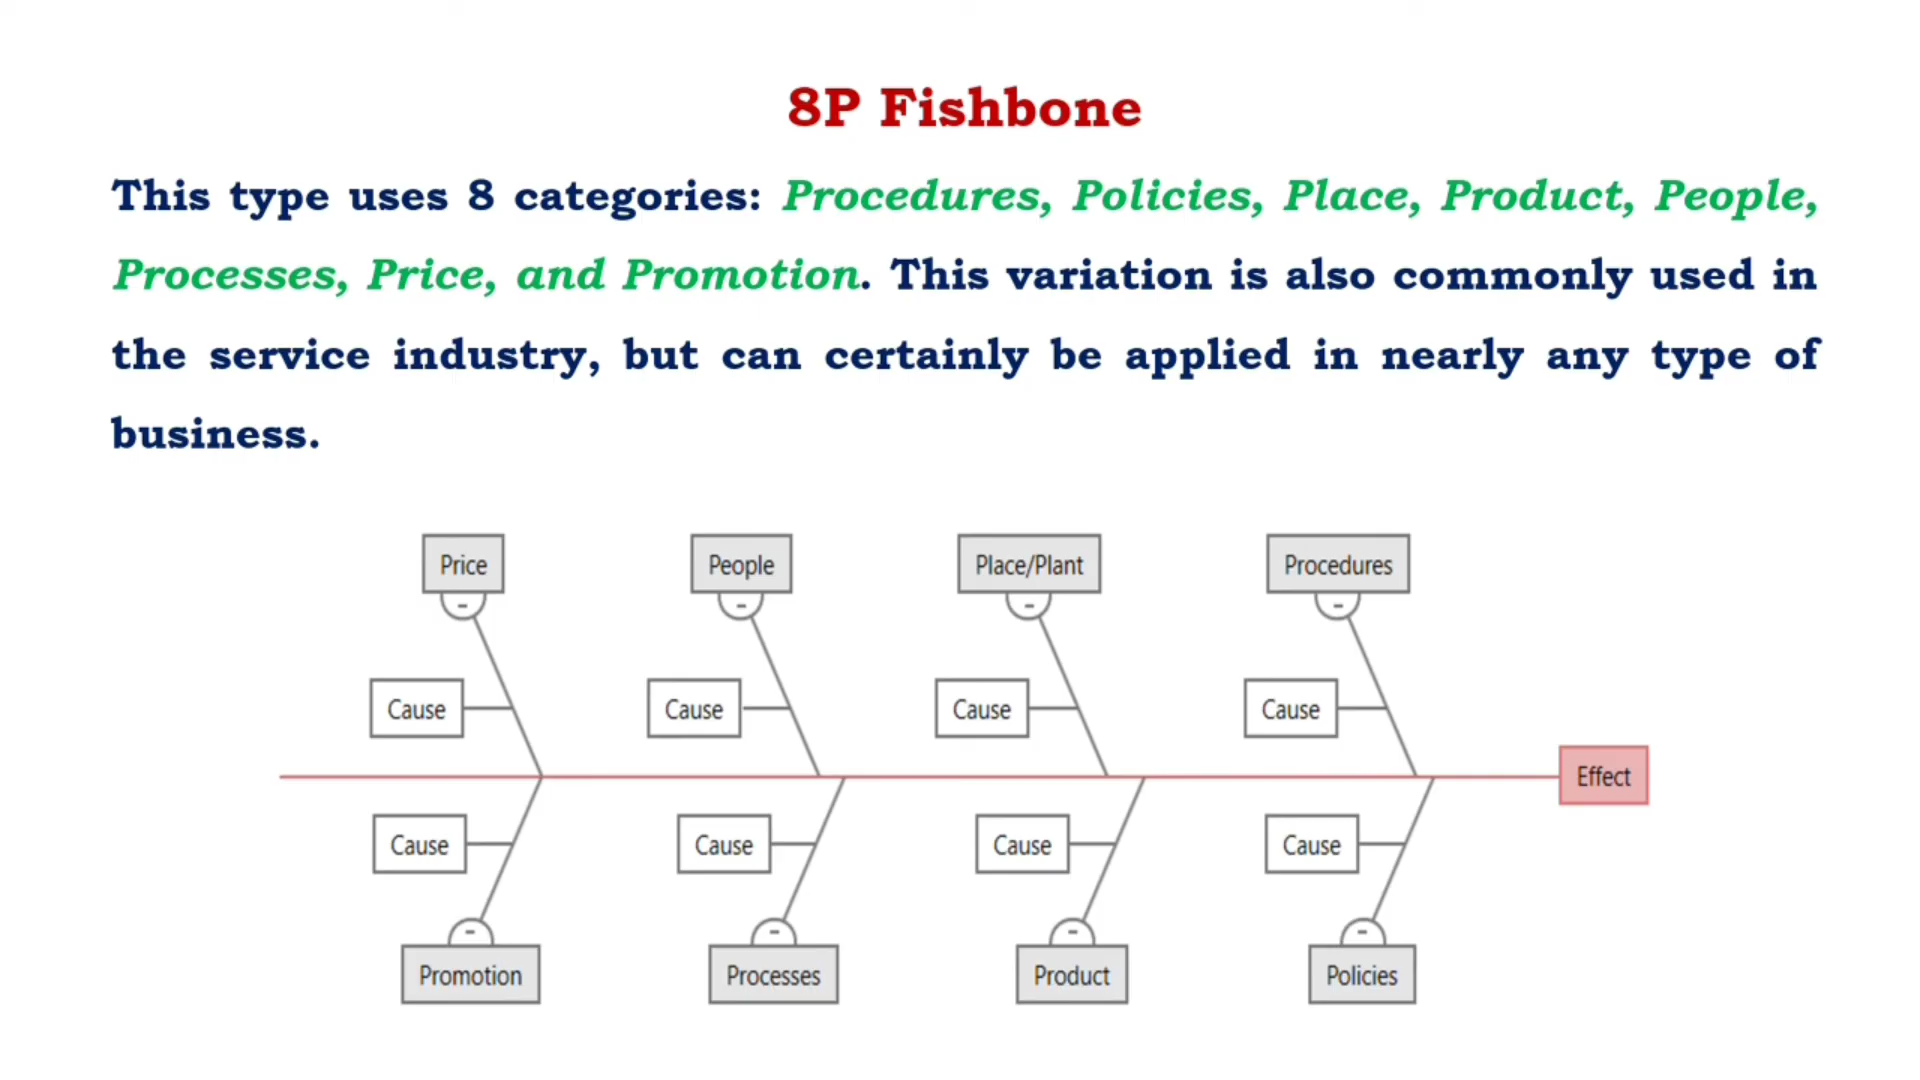 8P Fishbone
This type uses 8 categories: Procedures, Policies, Place, Product, People,
Processes, Price, and Promotion. This variation is also commonly used in
the service industry, but can certainly be applied in nearly any type of
business.
Price People Place/Plant Procedures
- - - -
Cause Cause Cause Cause
Effect
Cause Cause Cause Cause
- - - -
Promotion Processes Product Policies